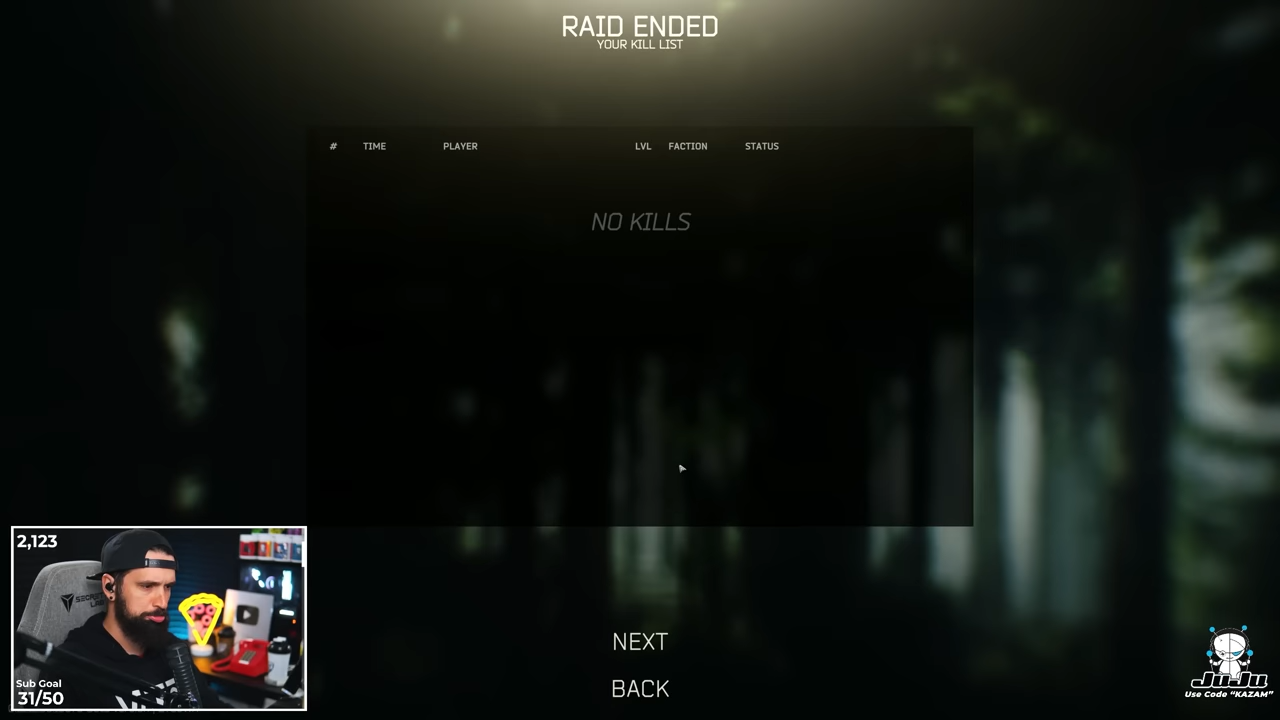 RAID ENDED
YOUR KILL LIST
# TIME PLAYER LVL FACTION STATUS
NO KILLS
2,123
Sub Goal
31/50
NEXT
BACK
JuJu
Use Code "KAZAM"